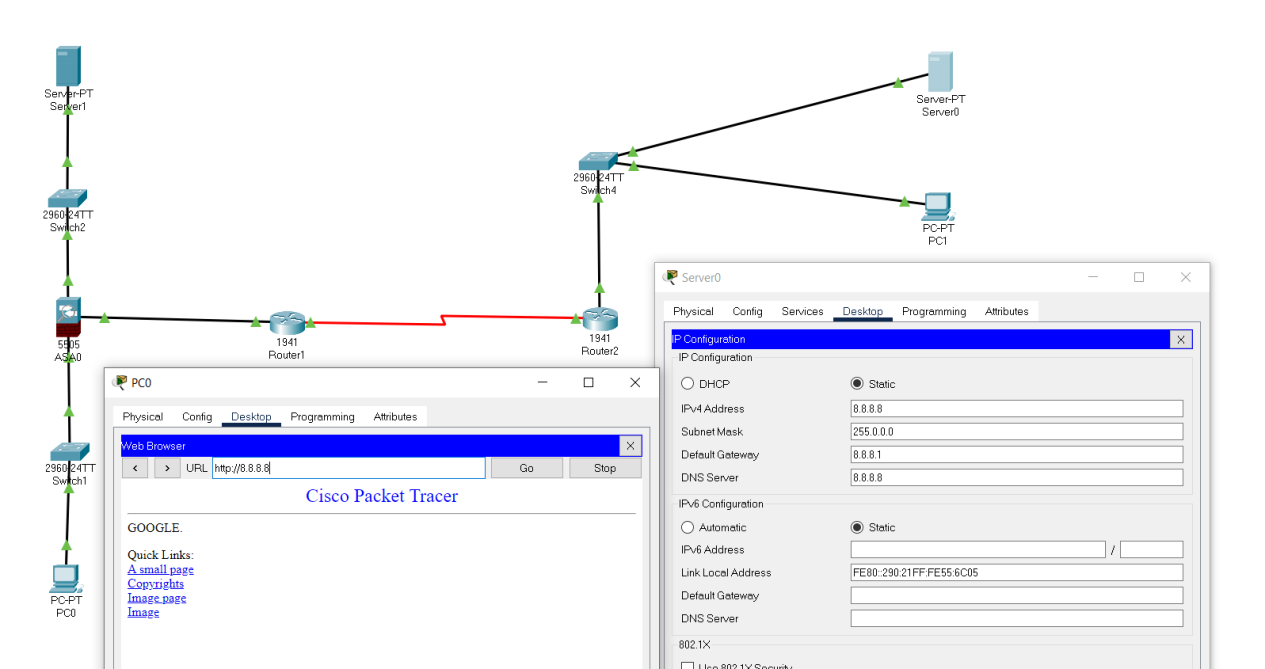 Server-PT
Server1
2960-24TT
Switch2
5505
ASA0
2960-24TT
Switch1
PC-PT
PC0
1941
Router1
1941
Router2
2960-24TT
Switch4
Server-PT
Server0
PC-PT
PC1
PC0
Physical Config Desktop Programming Attributes
Web Browser X
< > URL http://8.8.8.8 Go Stop
Cisco Packet Tracer
GOOGLE.
Quick Links:
A small page
Copyrights
Image page
Image
Server0
Physical Config Services Desktop Programming Attributes
IP Configuration X
IP Configuration
DHCP Static
IPv4 Address 8.8.8.8
Subnet Mask 255.0.0.0
Default Gateway 8.8.8.1
DNS Server 8.8.8.8
IPv6 Configuration
Automatic Static
IPv6 Address /
Link Local Address FE80::290:21FF:FE55:6C05
Default Gateway
DNS Server
802.1X
Use 802.1X Security